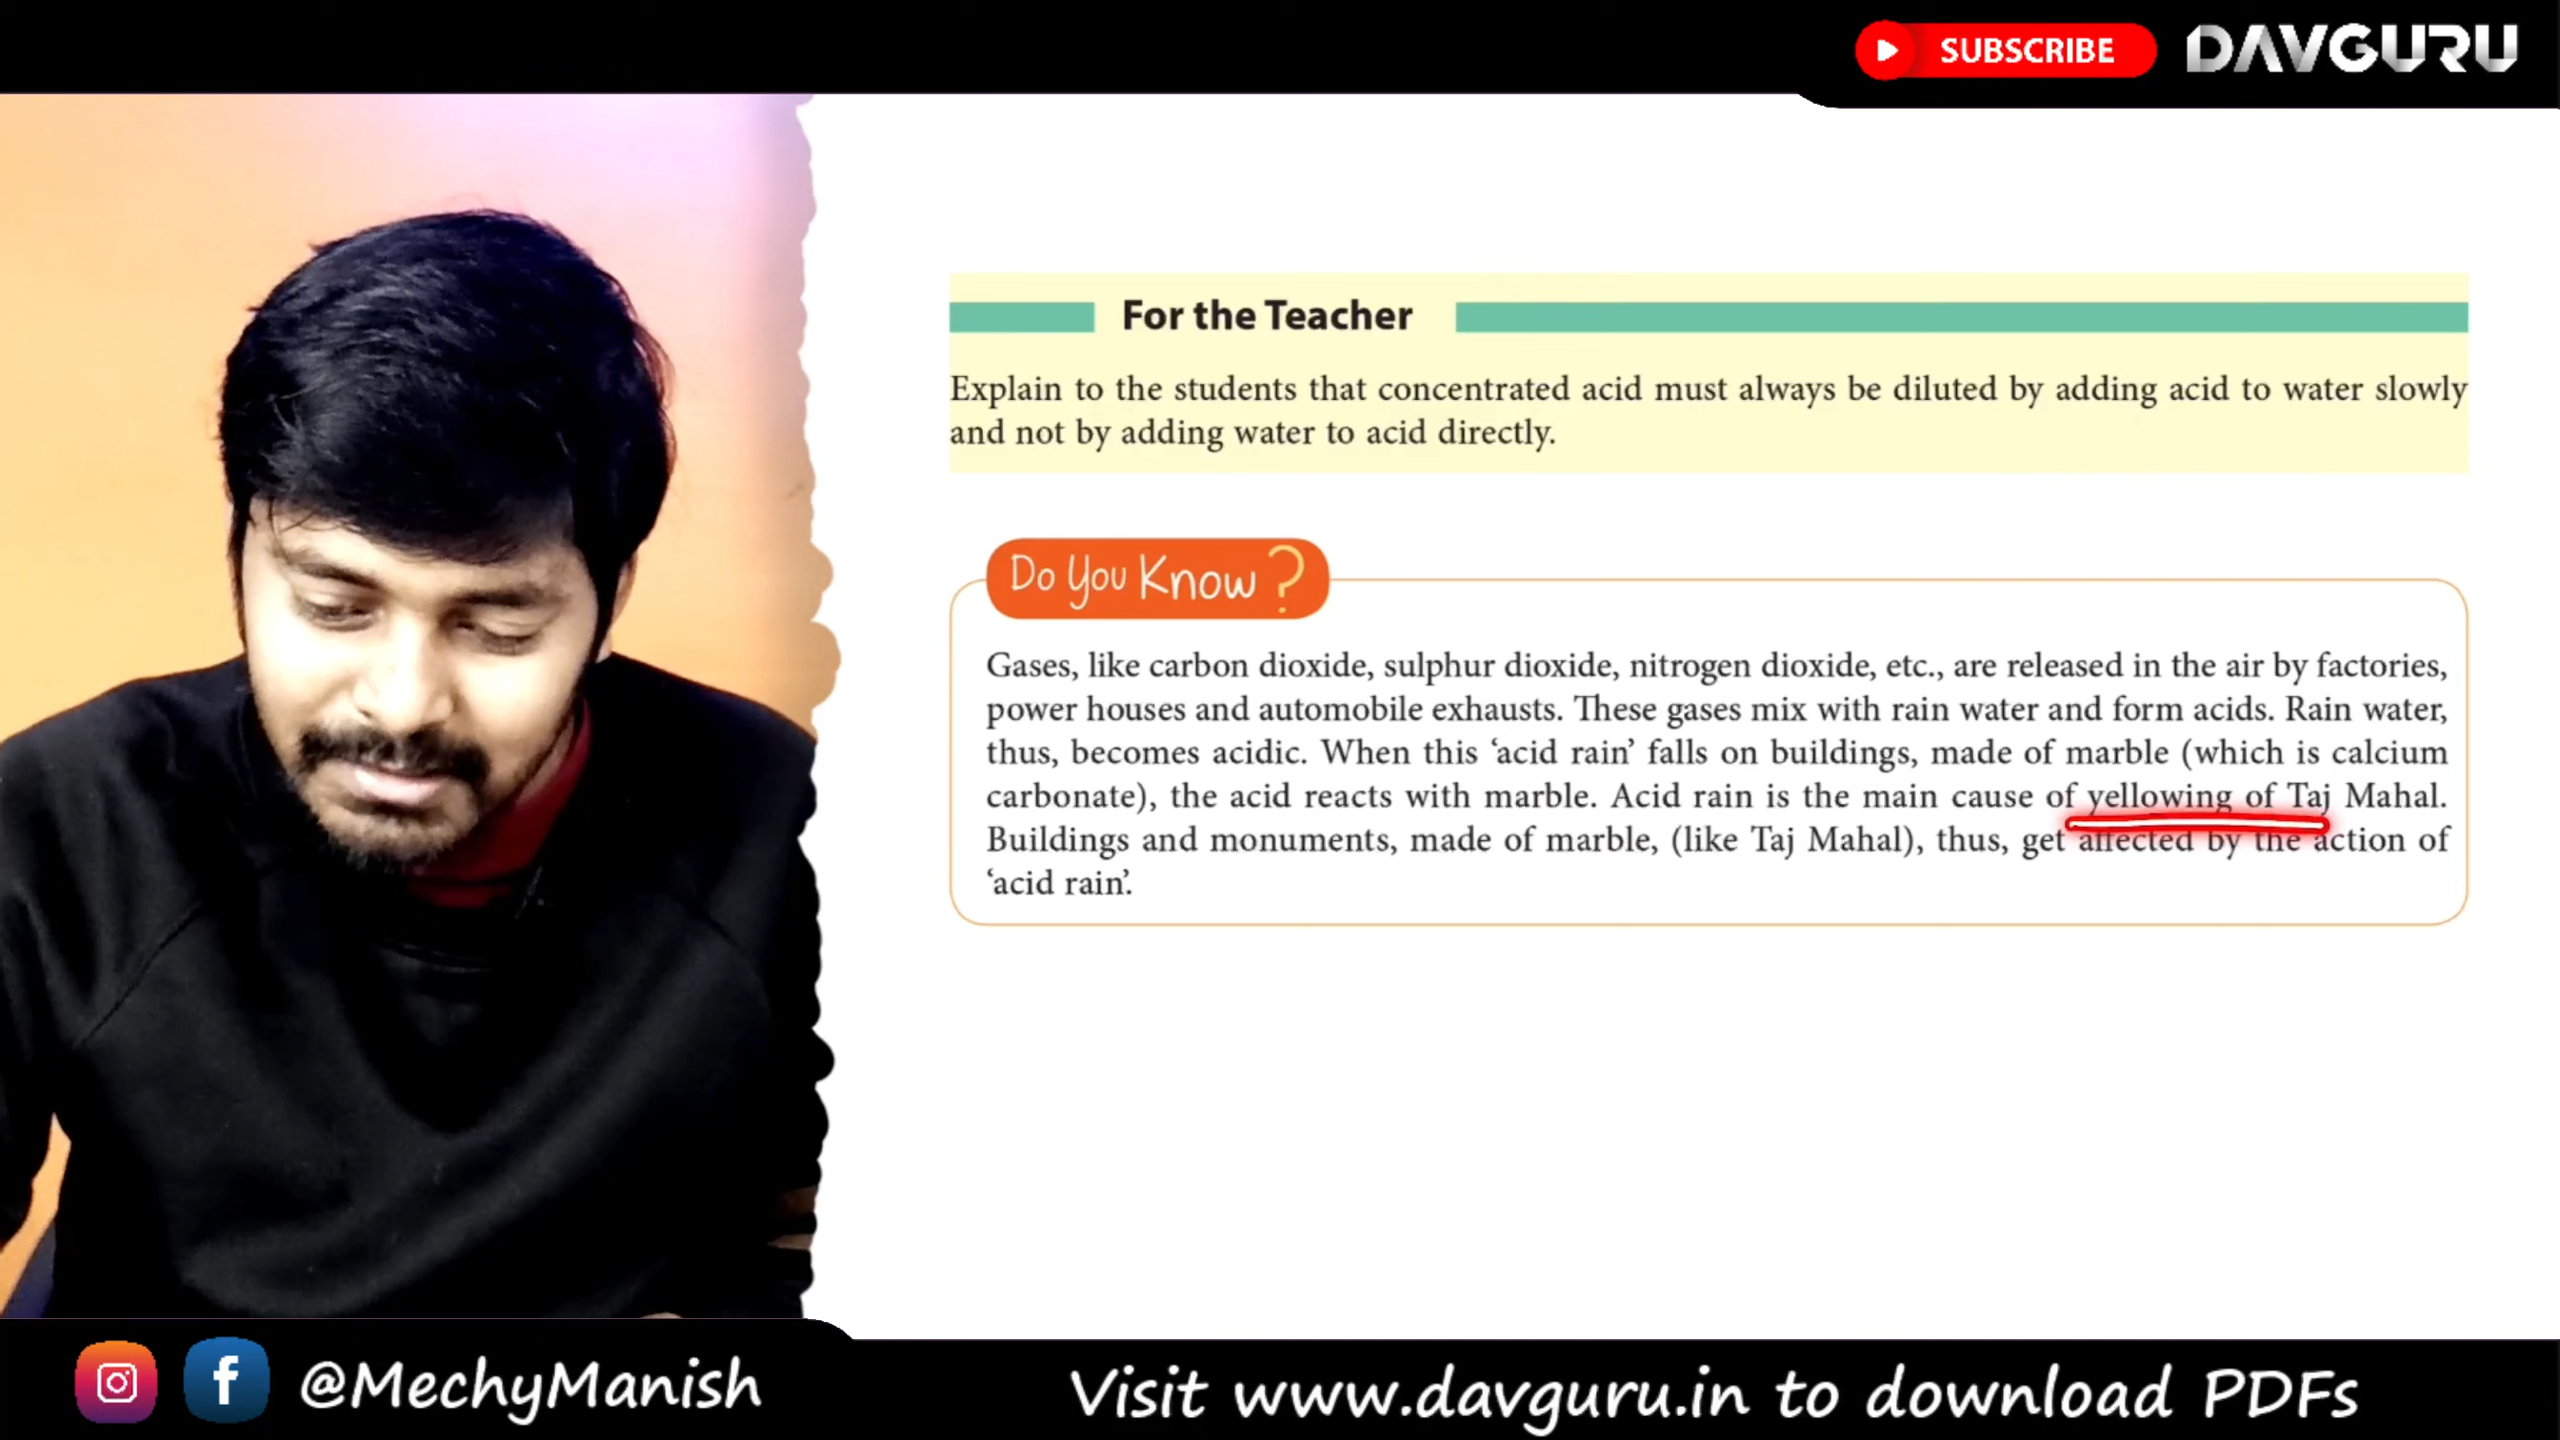 SUBSCRIBE DAVGURU
For the Teacher
Explain to the students that concentrated acid must always be diluted by adding acid to water slowly
and not by adding water to acid directly.
Do You Know ?
Gases, like carbon dioxide, sulphur dioxide, nitrogen dioxide, etc., are released in the air by factories,
power houses and automobile exhausts. These gases mix with rain water and form acids. Rain water,
thus, becomes acidic. When this ‘acid rain’ falls on buildings, made of marble (which is calcium
carbonate), the acid reacts with marble. Acid rain is the main cause of yellowing of Taj Mahal.
Buildings and monuments, made of marble, (like Taj Mahal), thus, get affected by the action of
‘acid rain’.
@MechyManish
Visit www.davguru.in to download PDFs